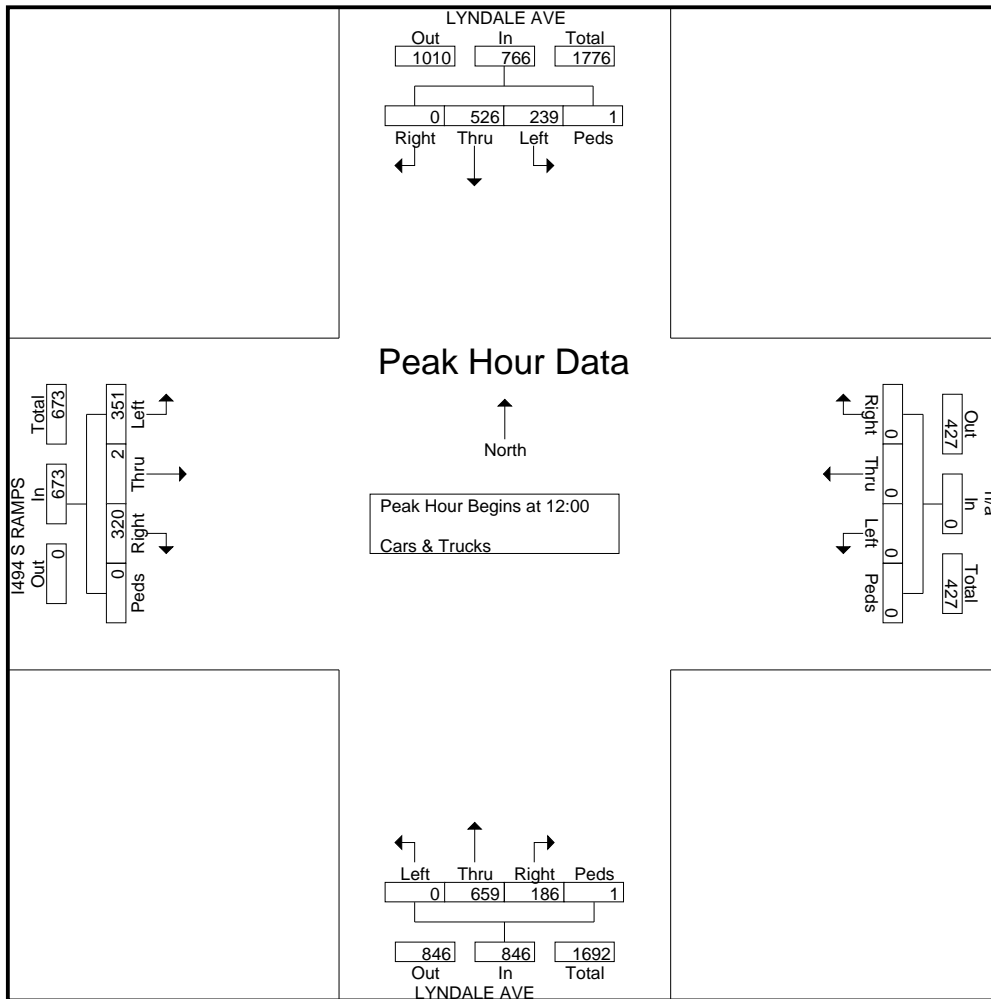 LYNDALE AVE
Out In Total
1010 766 1776
0 526 239 1
Right Thru Left Peds
Peak Hour Data
North
Peak Hour Begins at 12:00
Cars & Trucks
I494 S RAMPS
Out In Total
0 673 673
351 2 320 0
Left Thru Right Peds
n/a
Out In Total
427 0 427
Right Thru Left Peds
0 0 0 0
Left Thru Right Peds
0 659 186 1
846 846 1692
Out In Total
LYNDALE AVE